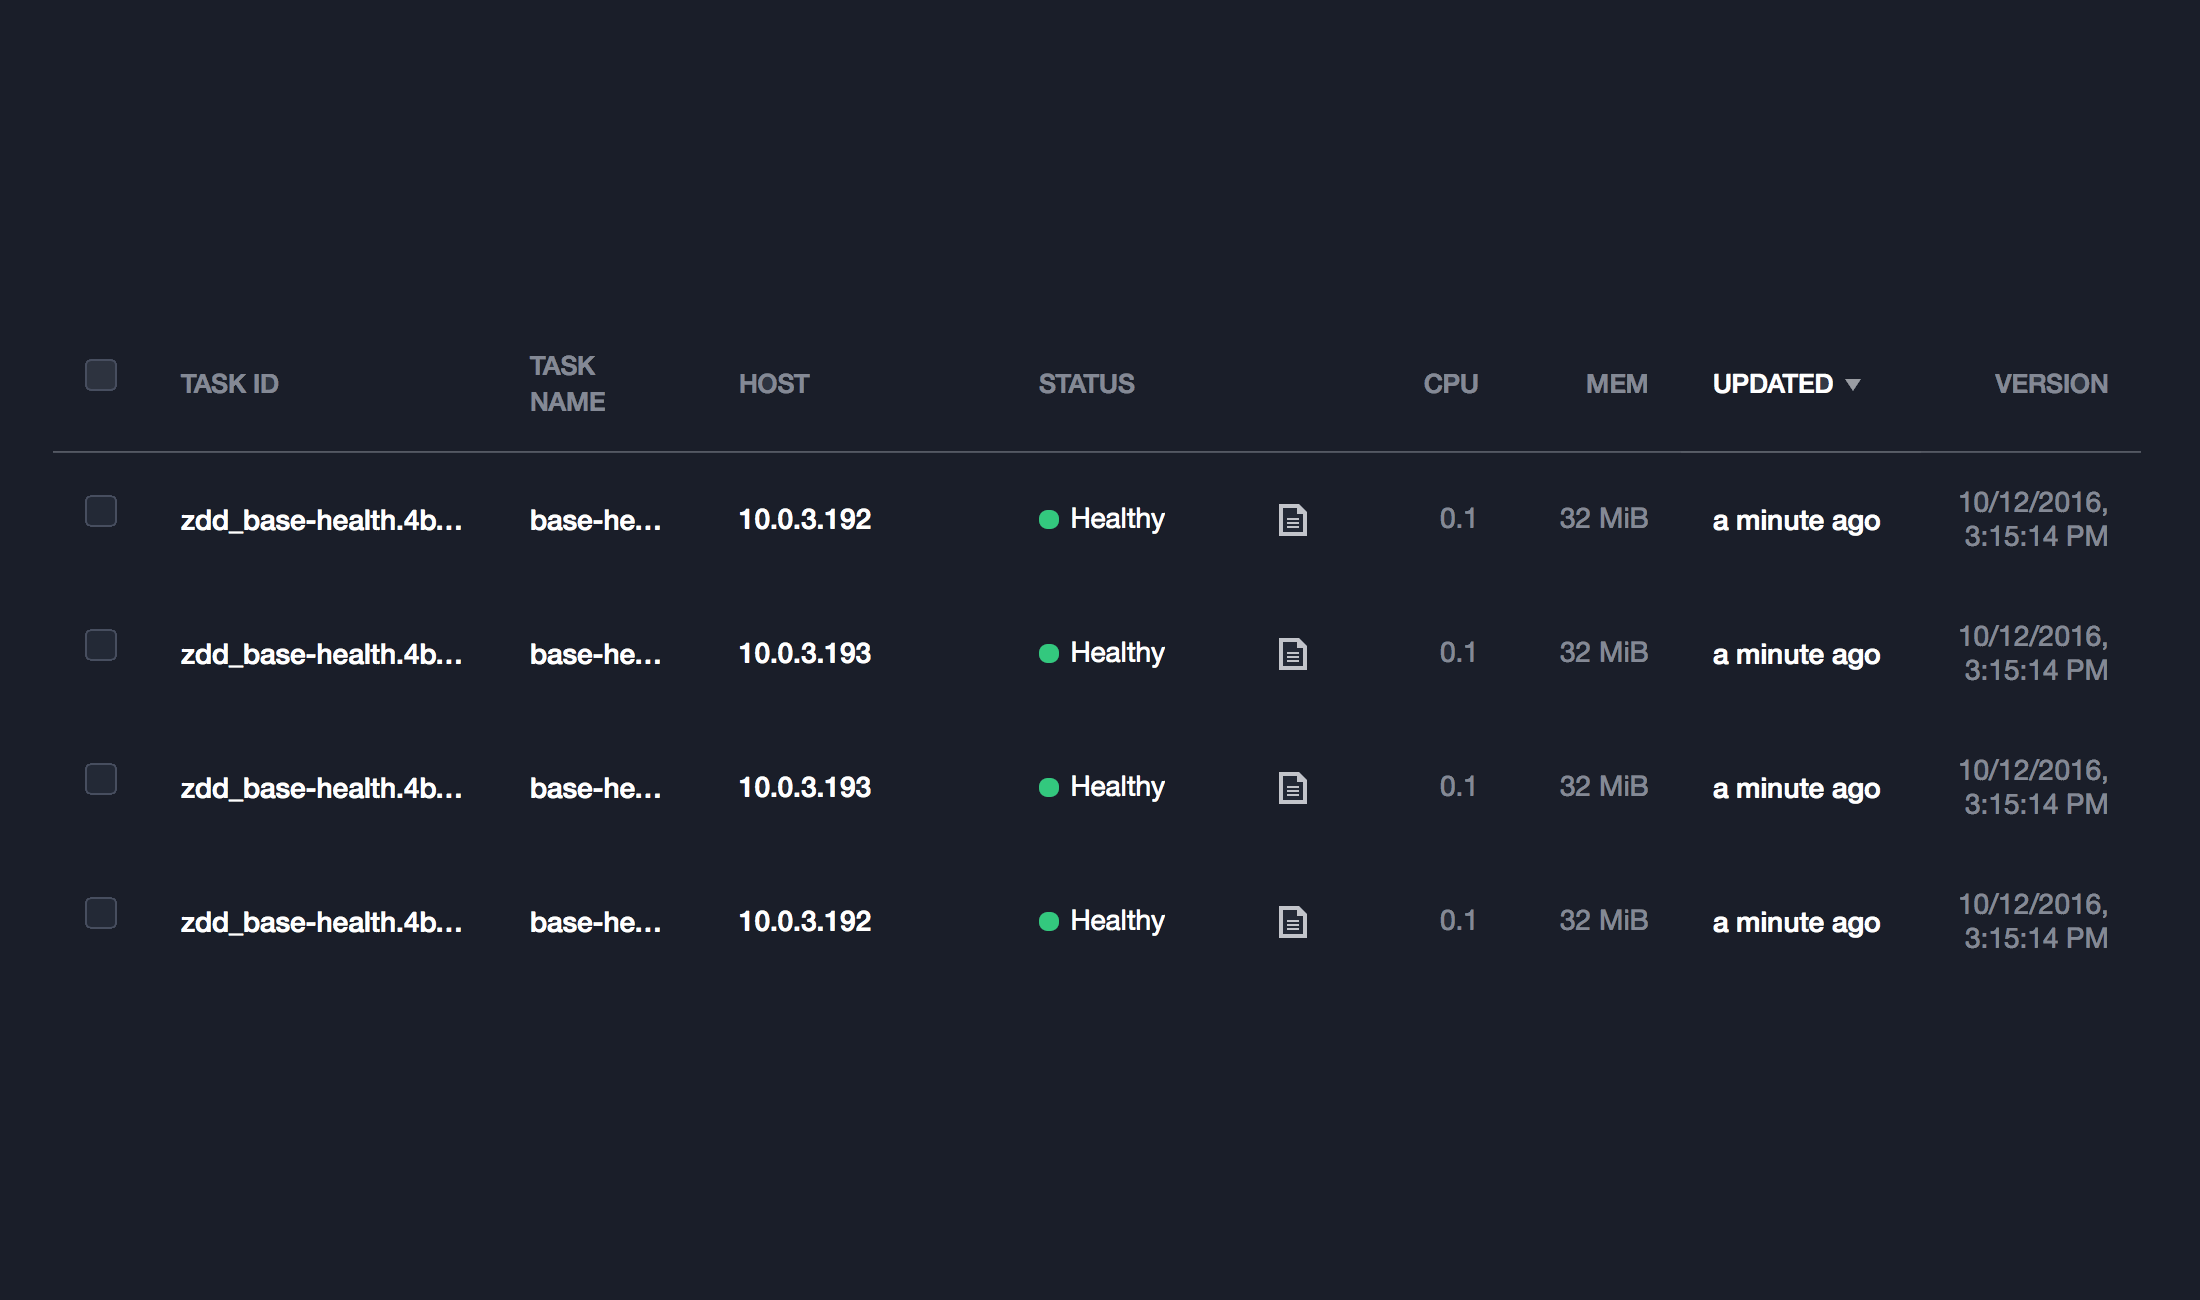 TASK ID TASK NAME HOST STATUS CPU MEM UPDATED VERSION
zdd_base-health.4b... base-he... 10.0.3.192 Healthy 0.1 32 MiB a minute ago 10/12/2016, 3:15:14 PM
zdd_base-health.4b... base-he... 10.0.3.193 Healthy 0.1 32 MiB a minute ago 10/12/2016, 3:15:14 PM
zdd_base-health.4b... base-he... 10.0.3.193 Healthy 0.1 32 MiB a minute ago 10/12/2016, 3:15:14 PM
zdd_base-health.4b... base-he... 10.0.3.192 Healthy 0.1 32 MiB a minute ago 10/12/2016, 3:15:14 PM